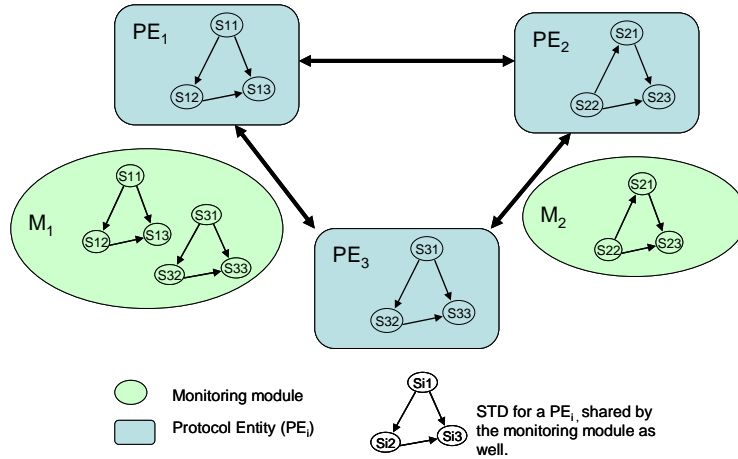 PE1
S11
S12
S13
PE2
S21
S22
S23
M1
S11
S12
S13
S31
S32
S33
PE3
S31
S32
S33
M2
S21
S22
S23
Monitoring module
Protocol Entity (PEi)
Si1
Si2
Si3
STD for a PEi, shared by
the monitoring module as
well.